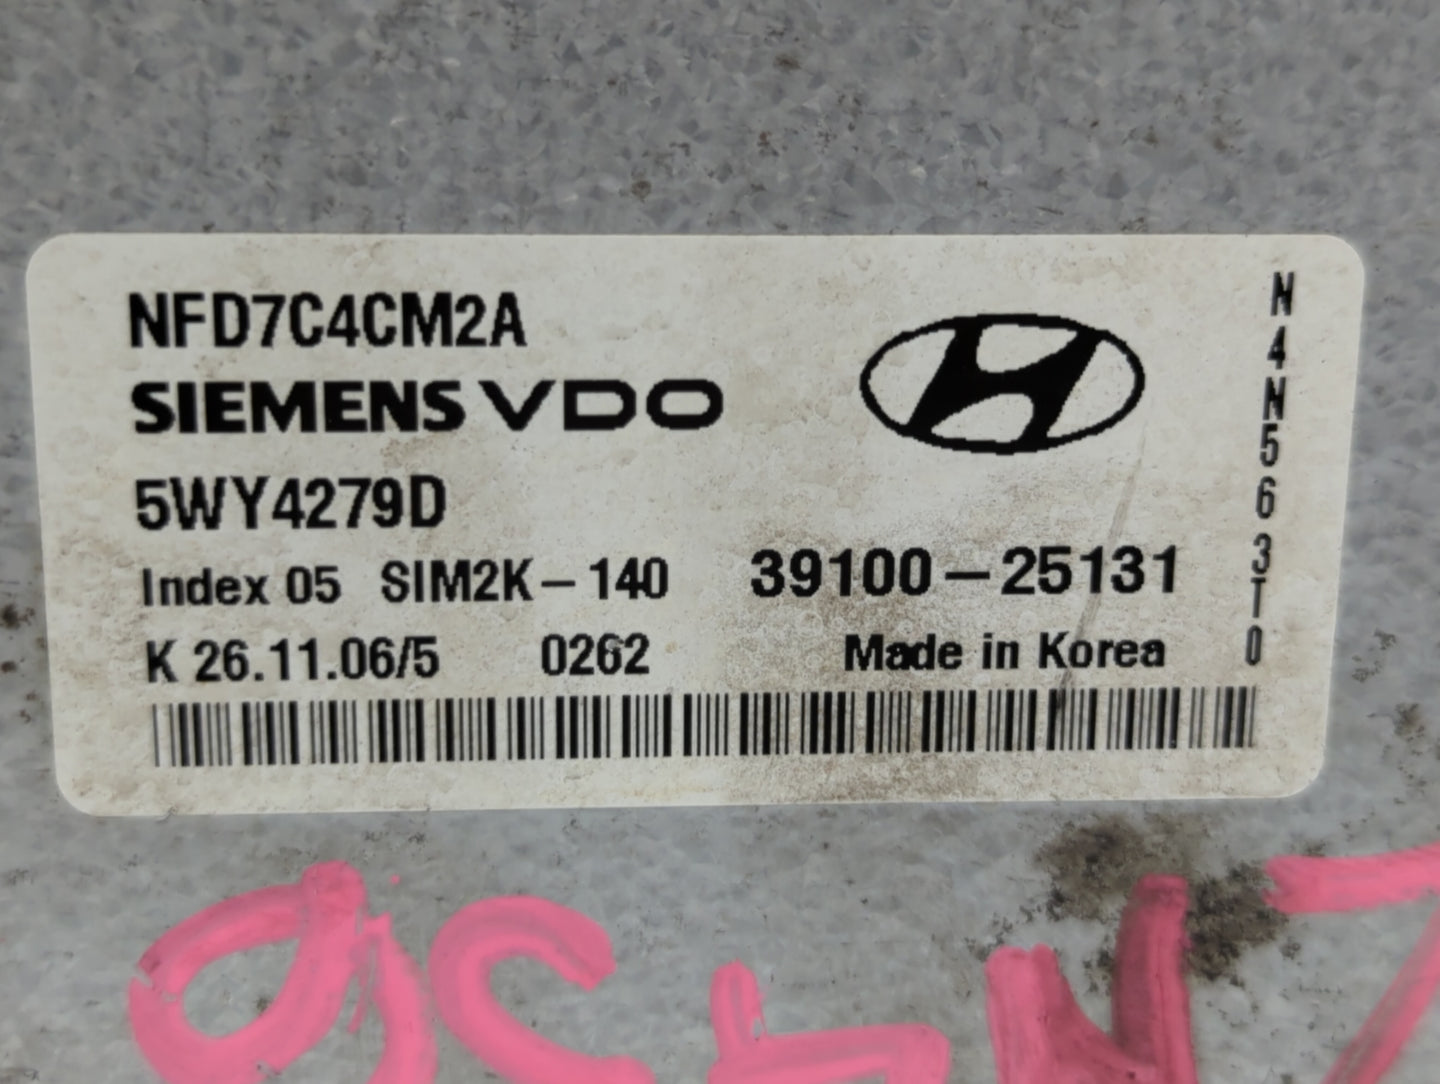 NFD7C4CM2A
SIEMENS VDO
5WY4279D
Index 05 SIM2K-140 39100-25131
K 26.11.06/5 0262 Made in Korea
N4N563T0